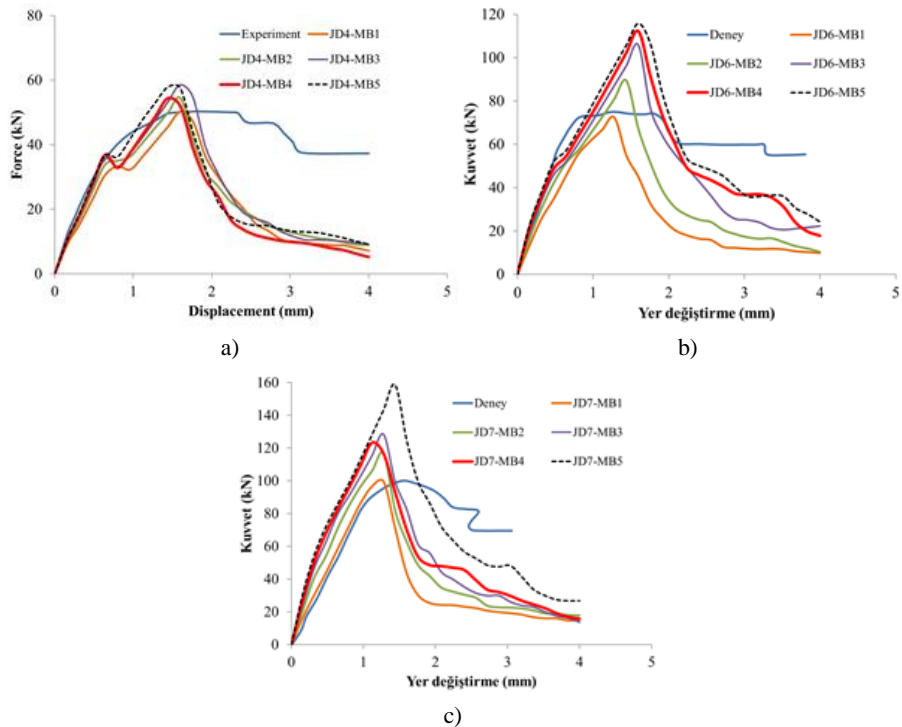 80
60
40
20
0
Force (kN)
Experiment
JD4-MB1
JD4-MB2
JD4-MB3
JD4-MB4
JD4-MB5
0
1
2
3
4
5
Displacement (mm)
a)
120
100
80
60
40
20
0
Kuvvet (kN)
Deney
JD6-MB1
JD6-MB2
JD6-MB3
JD6-MB4
JD6-MB5
0
1
2
3
4
5
Yer değiştirme (mm)
b)
160
140
120
100
80
60
40
20
0
Kuvvet (kN)
Deney
JD7-MB1
JD7-MB2
JD7-MB3
JD7-MB4
JD7-MB5
0
1
2
3
4
5
Yer değiştirme (mm)
c)